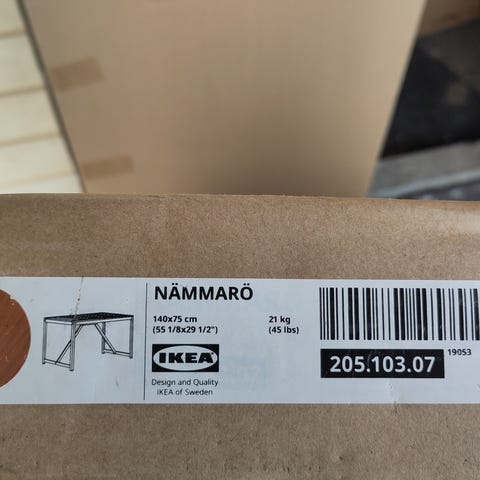 NÄMMARÖ
140x75 cm
(55 1/8x29 1/2")
21 kg
(45 lbs)
IKEA
Design and Quality
IKEA of Sweden
205.103.07
19053